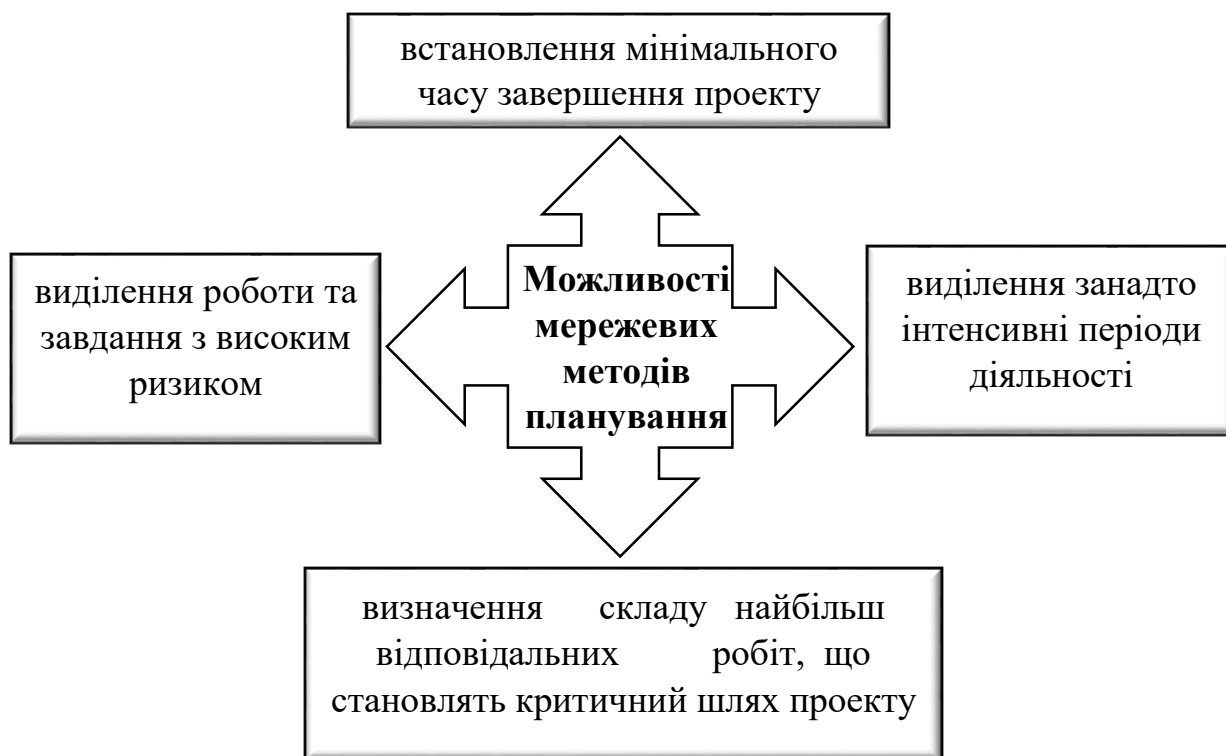 встановлення мінімального
часу завершення проекту
виділення роботи та
завдання з високим
ризиком
Можливості
мережевих
методів
планування
виділення занадто
інтенсивні періоди
діяльності
визначення складу найбільш
відповідальних робіт, що
становлять критичний шлях проекту